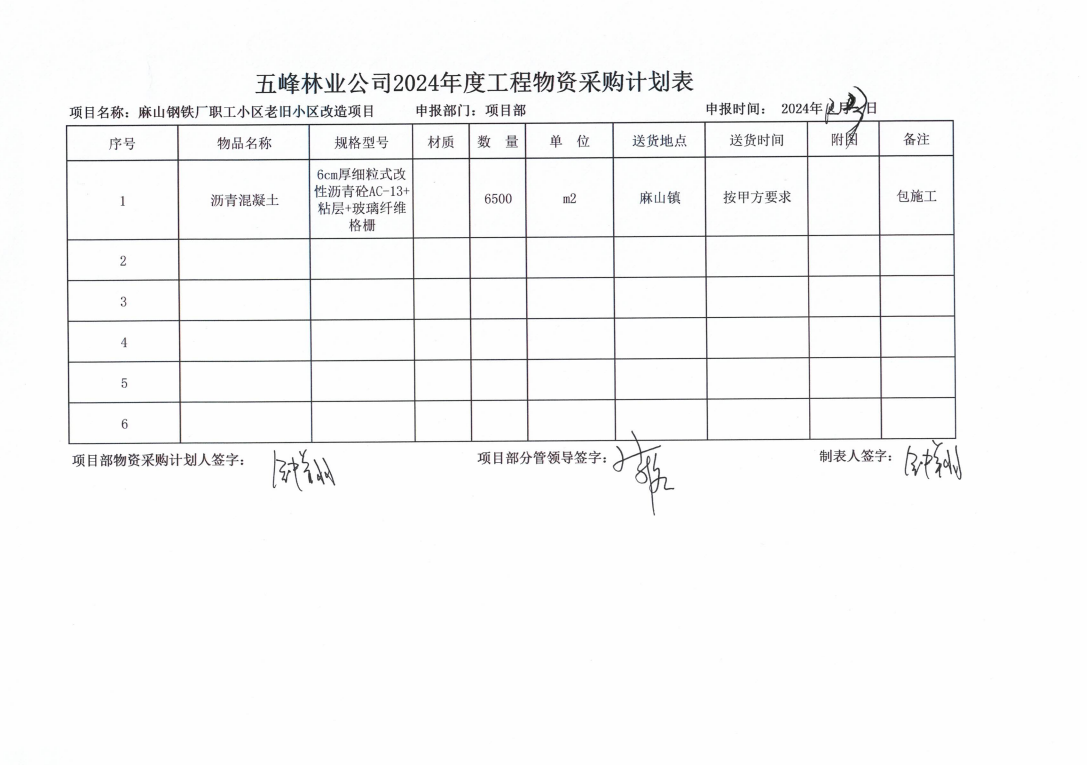 五峰林业公司2024年度工程物资采购计划表
项目名称：麻山钢铁厂职工小区老旧小区改造项目 申报部门：项目部 申报时间： 2024年 月 日
序号 物品名称 规格型号 材质 数 量 单 位 送货地点 送货时间 附图 备注
1 沥青混凝土 6cm厚细粒式改性沥青砼AC-13+粘层+玻璃纤维格栅 6500 m2 麻山镇 按甲方要求 包施工
2
3
4
5
6
项目部物资采购计划人签字： 项目部分管领导签字： 制表人签字：